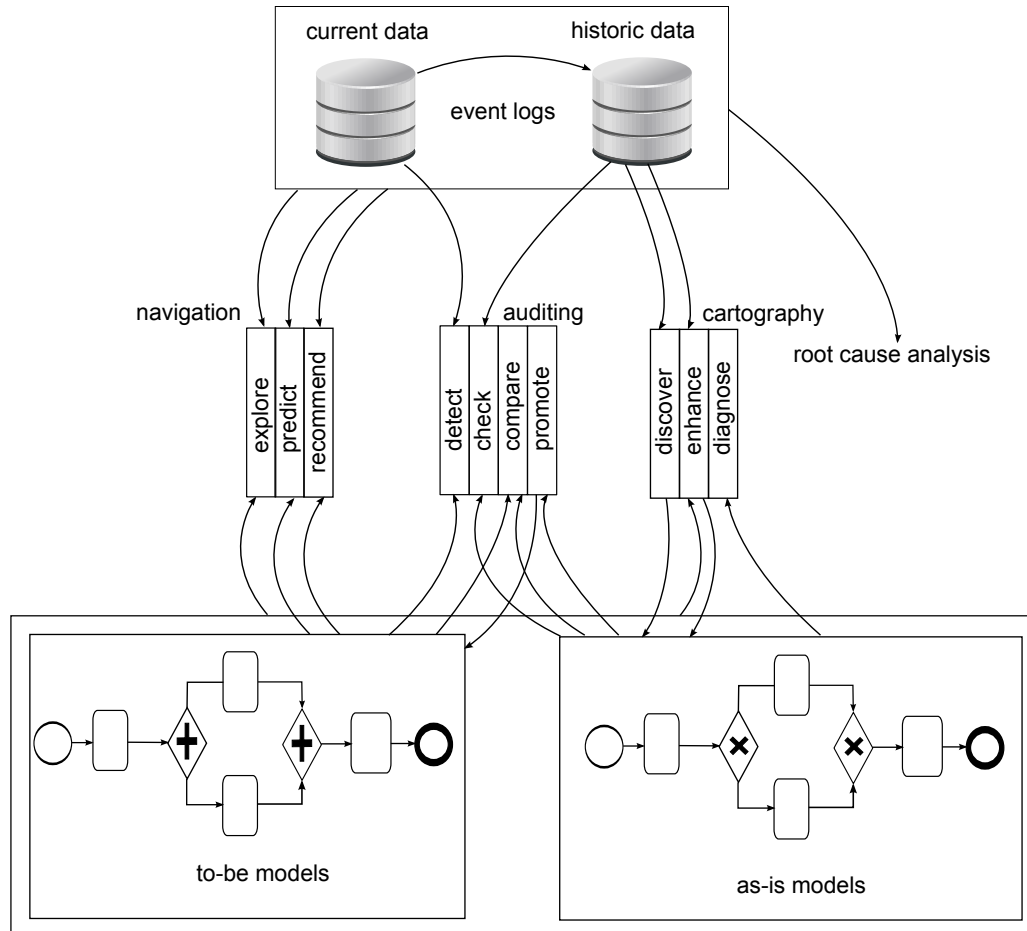 current data
historic data
event logs
navigation
auditing
cartography
root cause analysis
explore
predict
recommend
detect
check
compare
promote
discover
enhance
diagnose
to-be models
as-is models